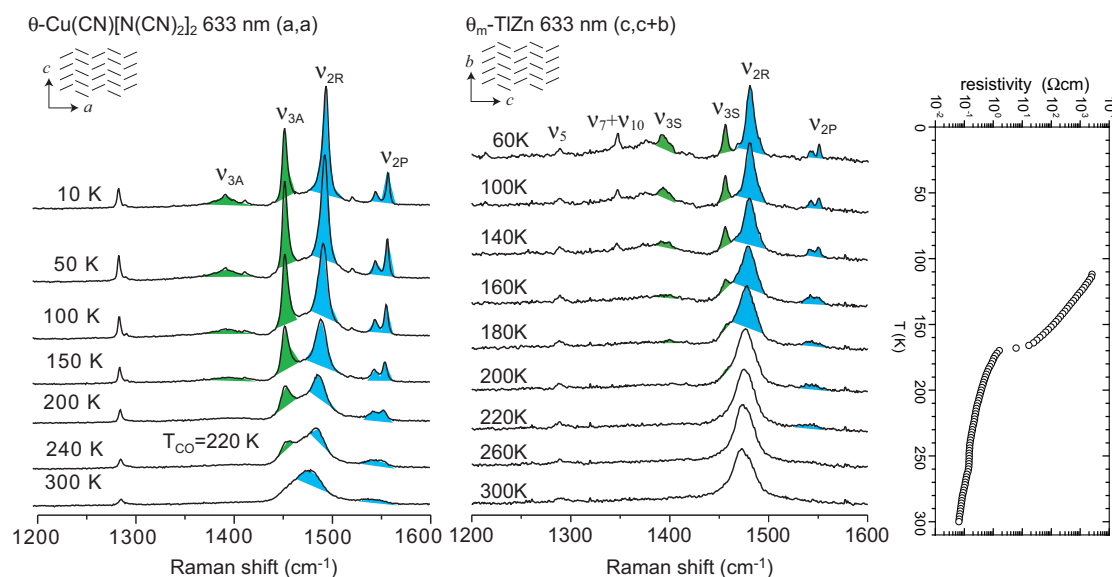 θ-Cu(CN)[N(CN)₂]₂ 633 nm (a,a)
c
a
ν₃A
ν₃A
ν₂R
ν₂P
10 K
50 K
100 K
150 K
200 K
240 K
300 K
T_CO=220 K
1200 1300 1400 1500 1600
Raman shift (cm⁻¹)
θₘ-TlZn 633 nm (c,c+b)
b
c
ν₅
ν₇+ν₁₀
ν₃S
ν₃S
ν₂R
ν₂P
60K
100K
140K
160K
180K
200K
220K
260K
300K
1200 1300 1400 1500 1600
Raman shift (cm⁻¹)
resistivity (Ωcm)
10⁻² 10⁻¹ 10⁰ 10¹ 10² 10³
0
50
100
150
200
250
300
T (K)